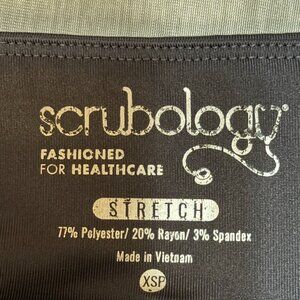 scrubology®
FASHIONED
FOR HEALTHCARE
STRETCH
77% Polyester/ 20% Rayon/ 3% Spandex
Made in Vietnam
XSP